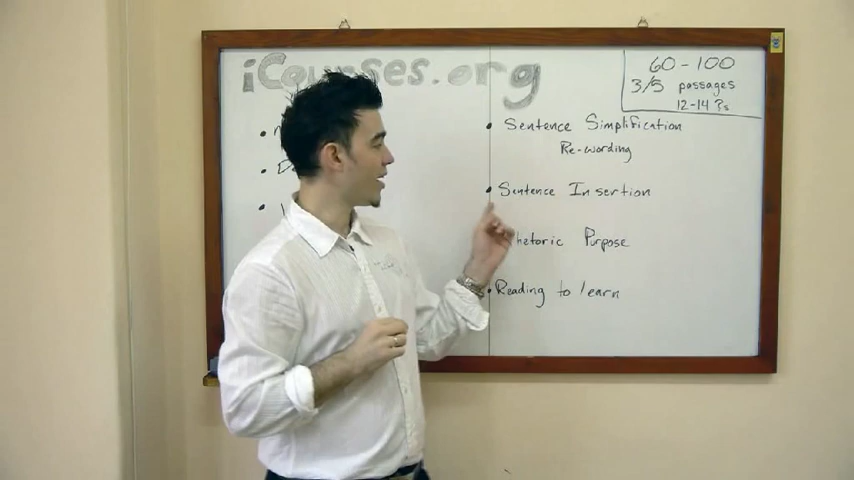 iCourses.org
60 - 100
3/5 passages
12-14 ?s
Sentence Simplification
Re-wording
Sentence Insertion
Rhetoric Purpose
Reading to learn